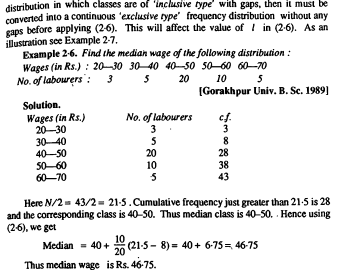 distribution in which classes are of 'inclusive type' with gaps, then it must be
converted into a continuous 'exclusive type' frequency distribution without any
gaps before applying (2·6). This will affect the value of l in (2·6). As an
illustration see Example 2·7.
Example 2·6. Find the median wage of the following distribution :
Wages (in Rs.) : 20—30 30—40 40—50 50—60 60—70
No. of labourers : 3 5 20 10 5
[Gorakhpur Univ. B. Sc. 1989]
Solution.
Wages (in Rs.) No. of labourers c.f.
20—30 3 3
30—40 5 8
40—50 20 28
50—60 10 38
60—70 5 43
Here N/2 = 43/2 = 21·5 . Cumulative frequency just greater than 21·5 is 28
and the corresponding class is 40–50. Thus median class is 40–50. . Hence using
(2·6), we get
Median = 40 + 10/20 (21·5 – 8) = 40 + 6·75 = 46·75
Thus median wage is Rs. 46·75.